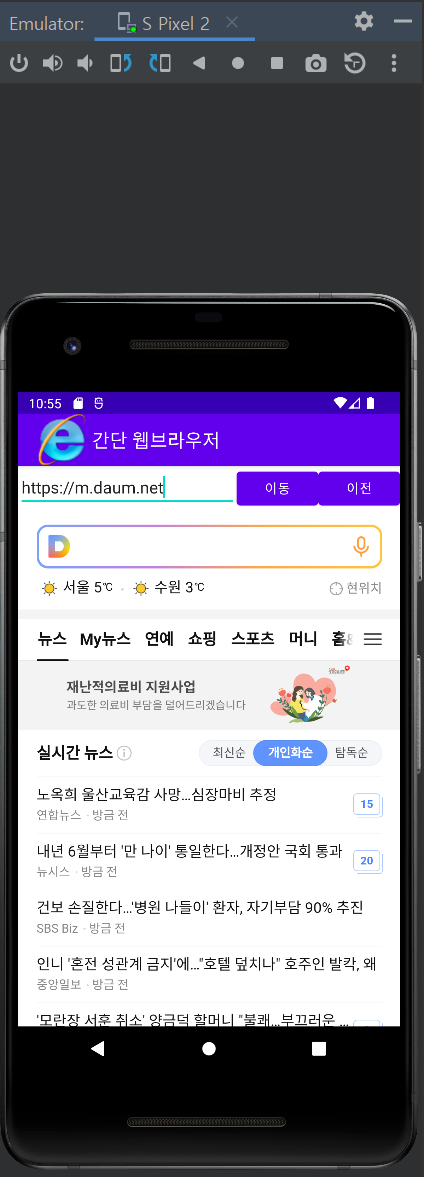 Emulator: S Pixel 2
10:55
간단 웹브라우저
https://m.daum.net 이동 이전
서울 5℃ 수원 3℃ 현위치
뉴스 My뉴스 연예 쇼핑 스포츠 머니 홈&
재난적의료비 지원사업
과도한 의료비 부담을 덜어드리겠습니다
실시간 뉴스 최신순 개인화순 탐독순
노옥희 울산교육감 사망…심장마비 추정
연합뉴스 · 방금 전
15
내년 6월부터 '만 나이' 통일한다…개정안 국회 통과
뉴시스 · 방금 전
20
건보 손질한다…'병원 나들이' 환자, 자기부담 90% 추진
SBS Biz · 방금 전
인니 '혼전 성관계 금지'에…"호텔 덮치나" 호주인 발칵, 왜
중앙일보 · 방금 전
'모란장 서훈 취소' 양금덕 할머니 "불쾌…부끄러운 ...